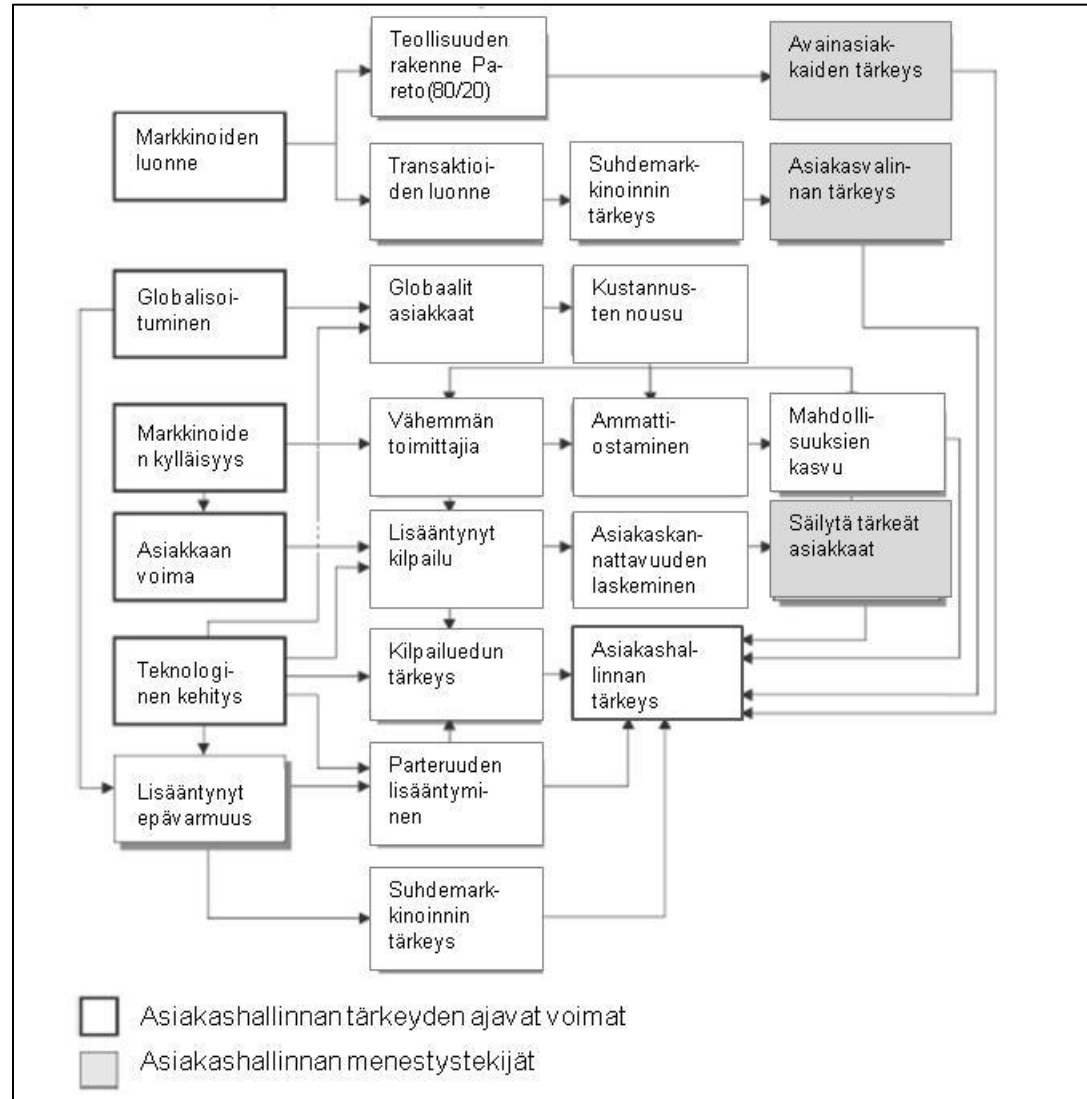 Teollisuuden
rakenne Pa-
reto(80/20)
Avainasiak-
kaiden tärkeys
Markkinoiden
luonne
Transaktioi-
den luonne
Suhdemark-
kinoinnin
tärkeys
Asiakasvalin-
nan tärkeys
Globalisoi-
tuminen
Globaalit
asiakkaat
Kustannus-
ten nousu
Markkinoide
n kylläisyys
Vähemmän
toimittajia
Ammatti-
ostaminen
Mahdolli-
suuksien
kasvu
Asiakkaan
voima
Lisääntynyt
kilpailu
Asiakaskan-
nattavuuden
laskeminen
Säilytä tärkeät
asiakkaat
Teknologi-
nen kehitys
Kilpailuedun
tärkeys
Asiakashal-
linnan
tärkeys
Lisääntynyt
epävarmuus
Parteruuden
lisääntymi-
nen
Suhdemark-
kinoinnin
tärkeys
Asiakashallinnan tärkeyden ajavat voimat
Asiakashallinnan menestystekijät